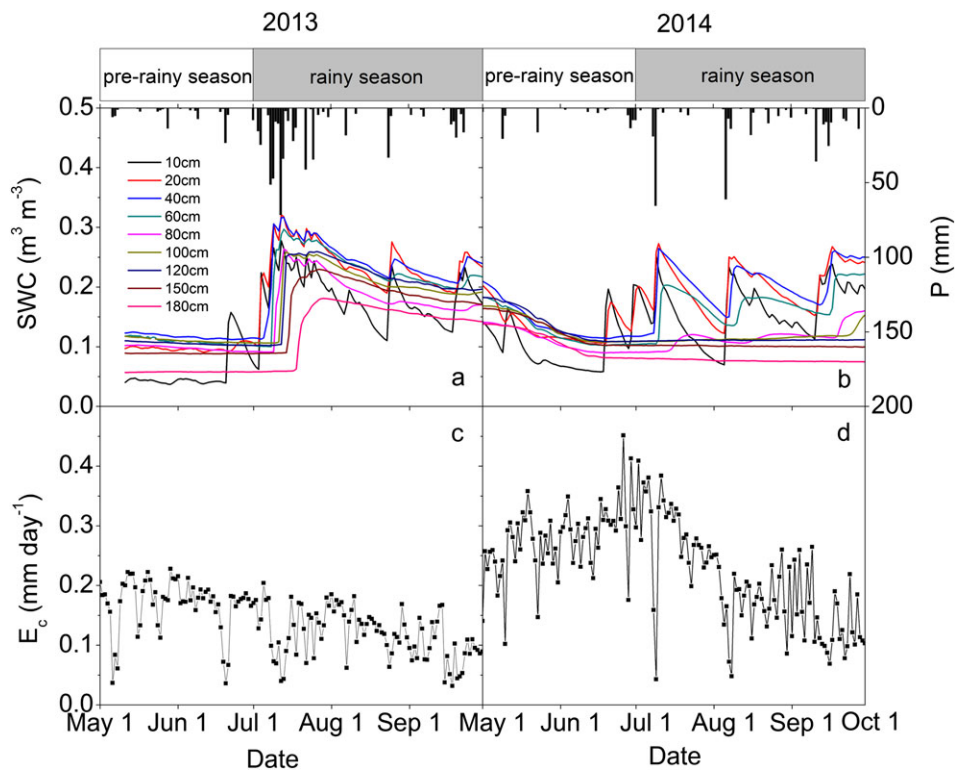 2013 2014
pre-rainy season rainy season pre-rainy season rainy season
0.5 0
10cm
20cm
40cm
60cm
80cm
100cm
120cm
150cm
180cm
0.4
0.3 50
0.2 100
0.1 150
0.0 200
SWC (m³ m⁻³)
P (mm)
a b
c d
0.4
0.3
0.2
0.1
0.0
E_c (mm day⁻¹)
May 1 Jun 1 Jul 1 Aug 1 Sep 1 May 1 Jun 1 Jul 1 Aug 1 Sep 1 Oct 1
Date Date